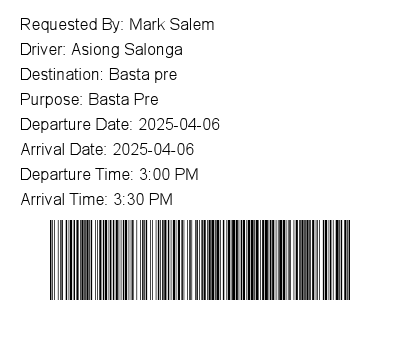 Requested By: Mark Salem
Driver: Asiong Salonga
Destination: Basta pre
Purpose: Basta Pre
Departure Date: 2025-04-06
Arrival Date: 2025-04-06
Departure Time: 3:00 PM
Arrival Time: 3:30 PM